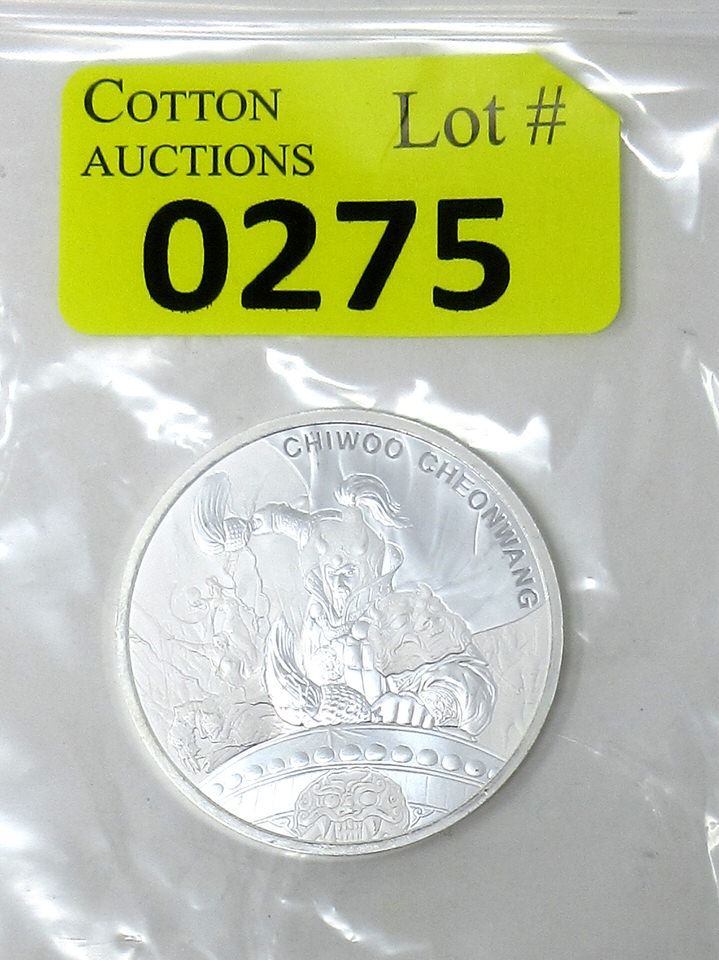 COTTON
AUCTIONS
Lot #
0275
CHIWOO CHEONWANG